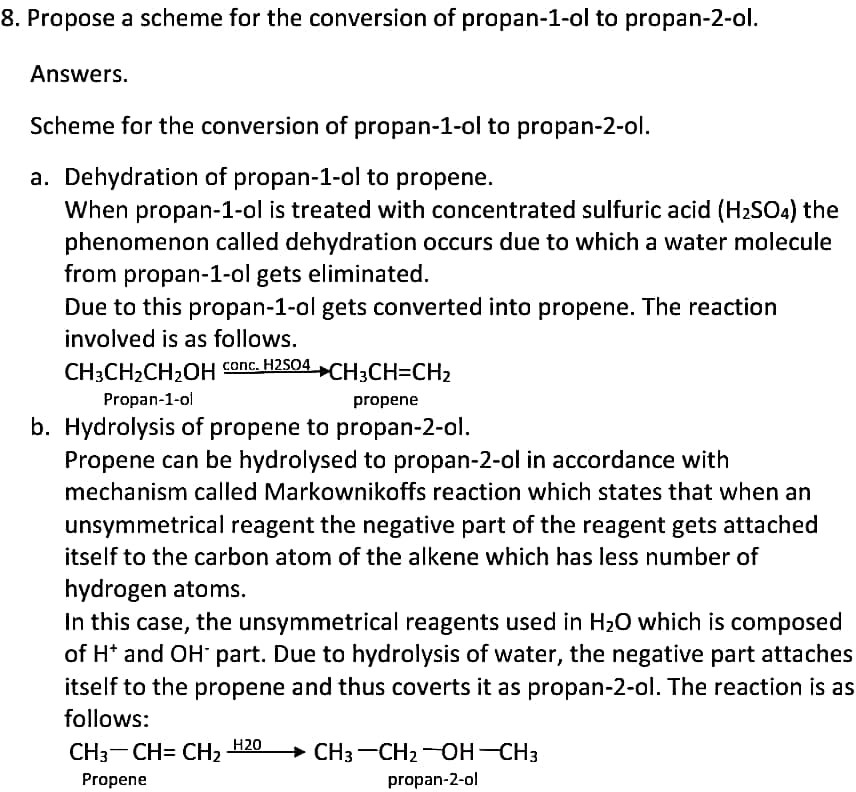 8. Propose a scheme for the conversion of propan-1-ol to propan-2-ol.
Answers.
Scheme for the conversion of propan-1-ol to propan-2-ol.
a. Dehydration of propan-1-ol to propene.
When propan-1-ol is treated with concentrated sulfuric acid (H₂SO₄) the
phenomenon called dehydration occurs due to which a water molecule
from propan-1-ol gets eliminated.
Due to this propan-1-ol gets converted into propene. The reaction
involved is as follows.
CH₃CH₂CH₂OH conc. H2SO4 → CH₃CH=CH₂
Propan-1-ol propene
b. Hydrolysis of propene to propan-2-ol.
Propene can be hydrolysed to propan-2-ol in accordance with
mechanism called Markownikoffs reaction which states that when an
unsymmetrical reagent the negative part of the reagent gets attached
itself to the carbon atom of the alkene which has less number of
hydrogen atoms.
In this case, the unsymmetrical reagents used in H₂O which is composed
of H⁺ and OH⁻ part. Due to hydrolysis of water, the negative part attaches
itself to the propene and thus coverts it as propan-2-ol. The reaction is as
follows:
CH₃—CH= CH₂ H20 → CH₃—CH₂—OH—CH₃
Propene propan-2-ol